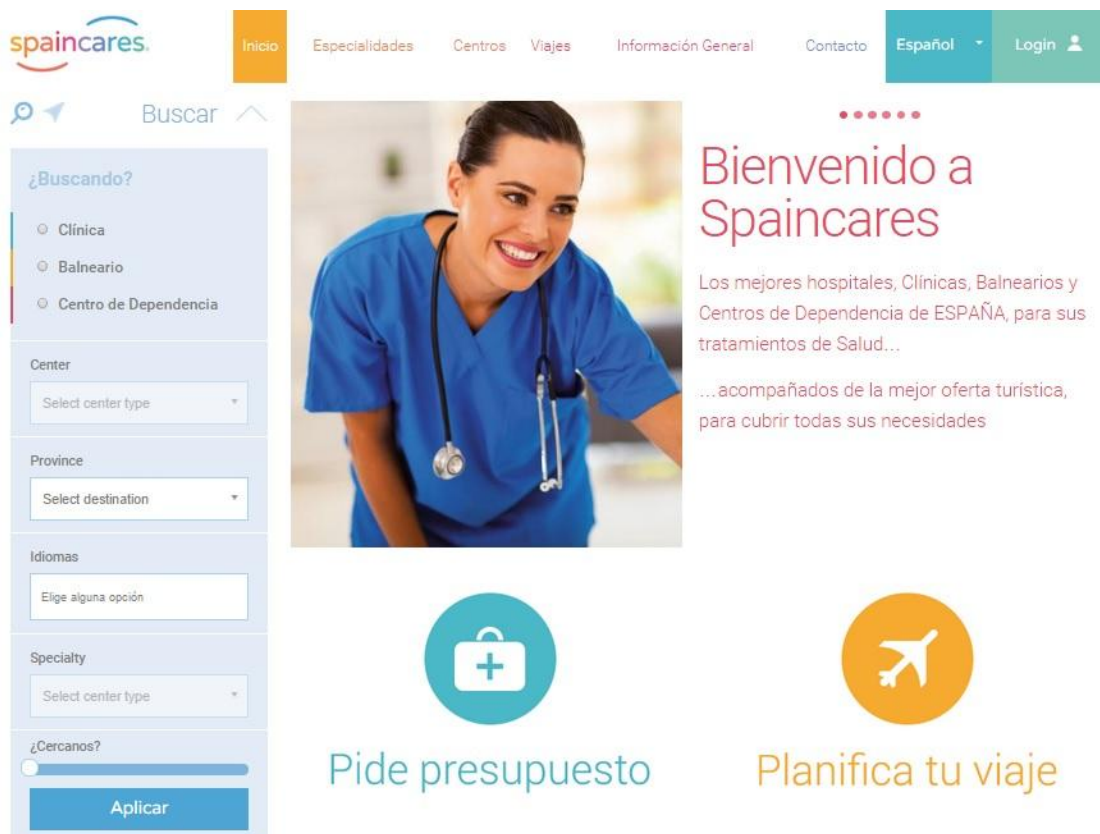 spaincares.
Inicio
Especialidades
Centros
Viajes
Información General
Contacto
Español
Login
Buscar
¿Buscando?
Clínica
Balneario
Centro de Dependencia
Center
Select center type
Province
Select destination
Idiomas
Elige alguna opción
Specialty
Select center type
¿Cercanos?
Aplicar
Bienvenido a
Spaincares
Los mejores hospitales, Clínicas, Balnearios y
Centros de Dependencia de ESPAÑA, para sus
tratamientos de Salud...
...acompañados de la mejor oferta turística,
para cubrir todas sus necesidades
Pide presupuesto
Planifica tu viaje